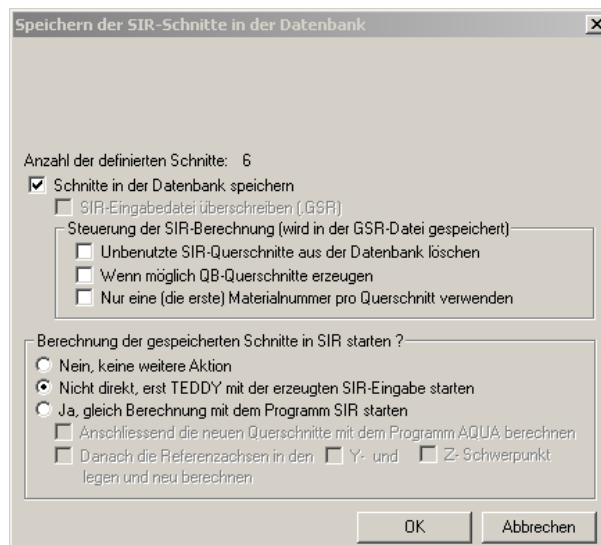 Speichern der SIR-Schnitte in der Datenbank
Anzahl der definierten Schnitte: 6
Schnitte in der Datenbank speichern
SIR-Eingabedatei überschreiben (.GSR)
Steuerung der SIR-Berechnung (wird in der GSR-Datei gespeichert)
Unbenutzte SIR-Querschnitte aus der Datenbank löschen
Wenn möglich QB-Querschnitte erzeugen
Nur eine (die erste) Materialnummer pro Querschnitt verwenden
Berechnung der gespeicherten Schnitte in SIR starten ?
Nein, keine weitere Aktion
Nicht direkt, erst TEDDY mit der erzeugten SIR-Eingabe starten
Ja, gleich Berechnung mit dem Programm SIR starten
Anschliessend die neuen Querschnitte mit dem Programm AQUA berechnen
Danach die Referenzachsen in den Y- und Z- Schwerpunkt
legen und neu berechnen
OK Abbrechen